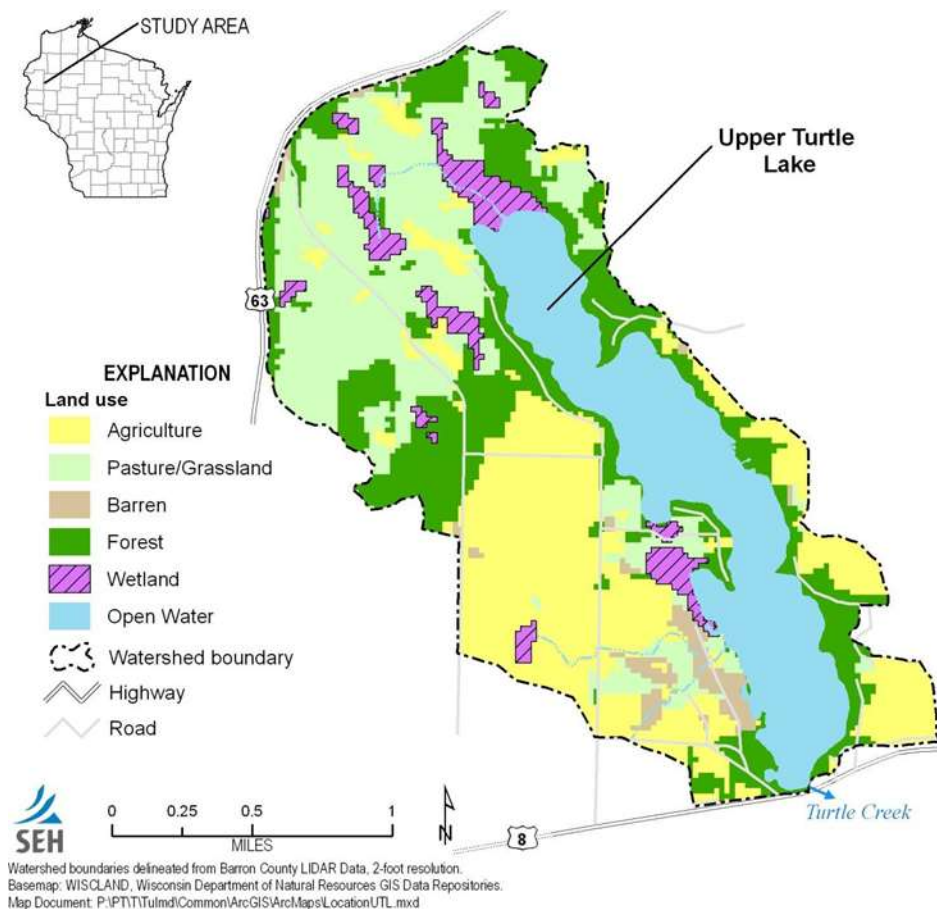 STUDY AREA
Upper Turtle
Lake
63
EXPLANATION
Land use
Agriculture
Pasture/Grassland
Barren
Forest
Wetland
Open Water
Watershed boundary
Highway
Road
SEH
0 0.25 0.5 1
MILES
N
8
Turtle Creek
Watershed boundaries delineated from Barron County LIDAR Data, 2-foot resolution.
Basemap: WISCLAND, Wisconsin Department of Natural Resources GIS Data Repositories.
Map Document: P:\PT\T\Tulmd\Common\ArcGIS\ArcMaps\LocationUTL.mxd